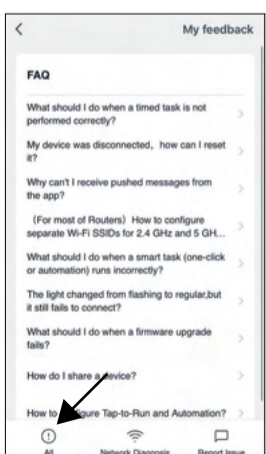 My feedback
FAQ
What should I do when a timed task is not
performed correctly?
My device was disconnected, how can I reset
it?
Why can't I receive pushed messages from
the app?
(For most of Routers) How to configure
separate Wi-Fi SSIDs for 2.4 GHz and 5 GH...
What should I do when a smart task (one-click
or automation) runs incorrectly?
The light changed from flashing to regular,but
it still fails to connect?
What should I do when a firmware upgrade
fails?
How do I share a device?
How to Tap-to-Run and Automation?
All
Network Diagnosis
Report Issue